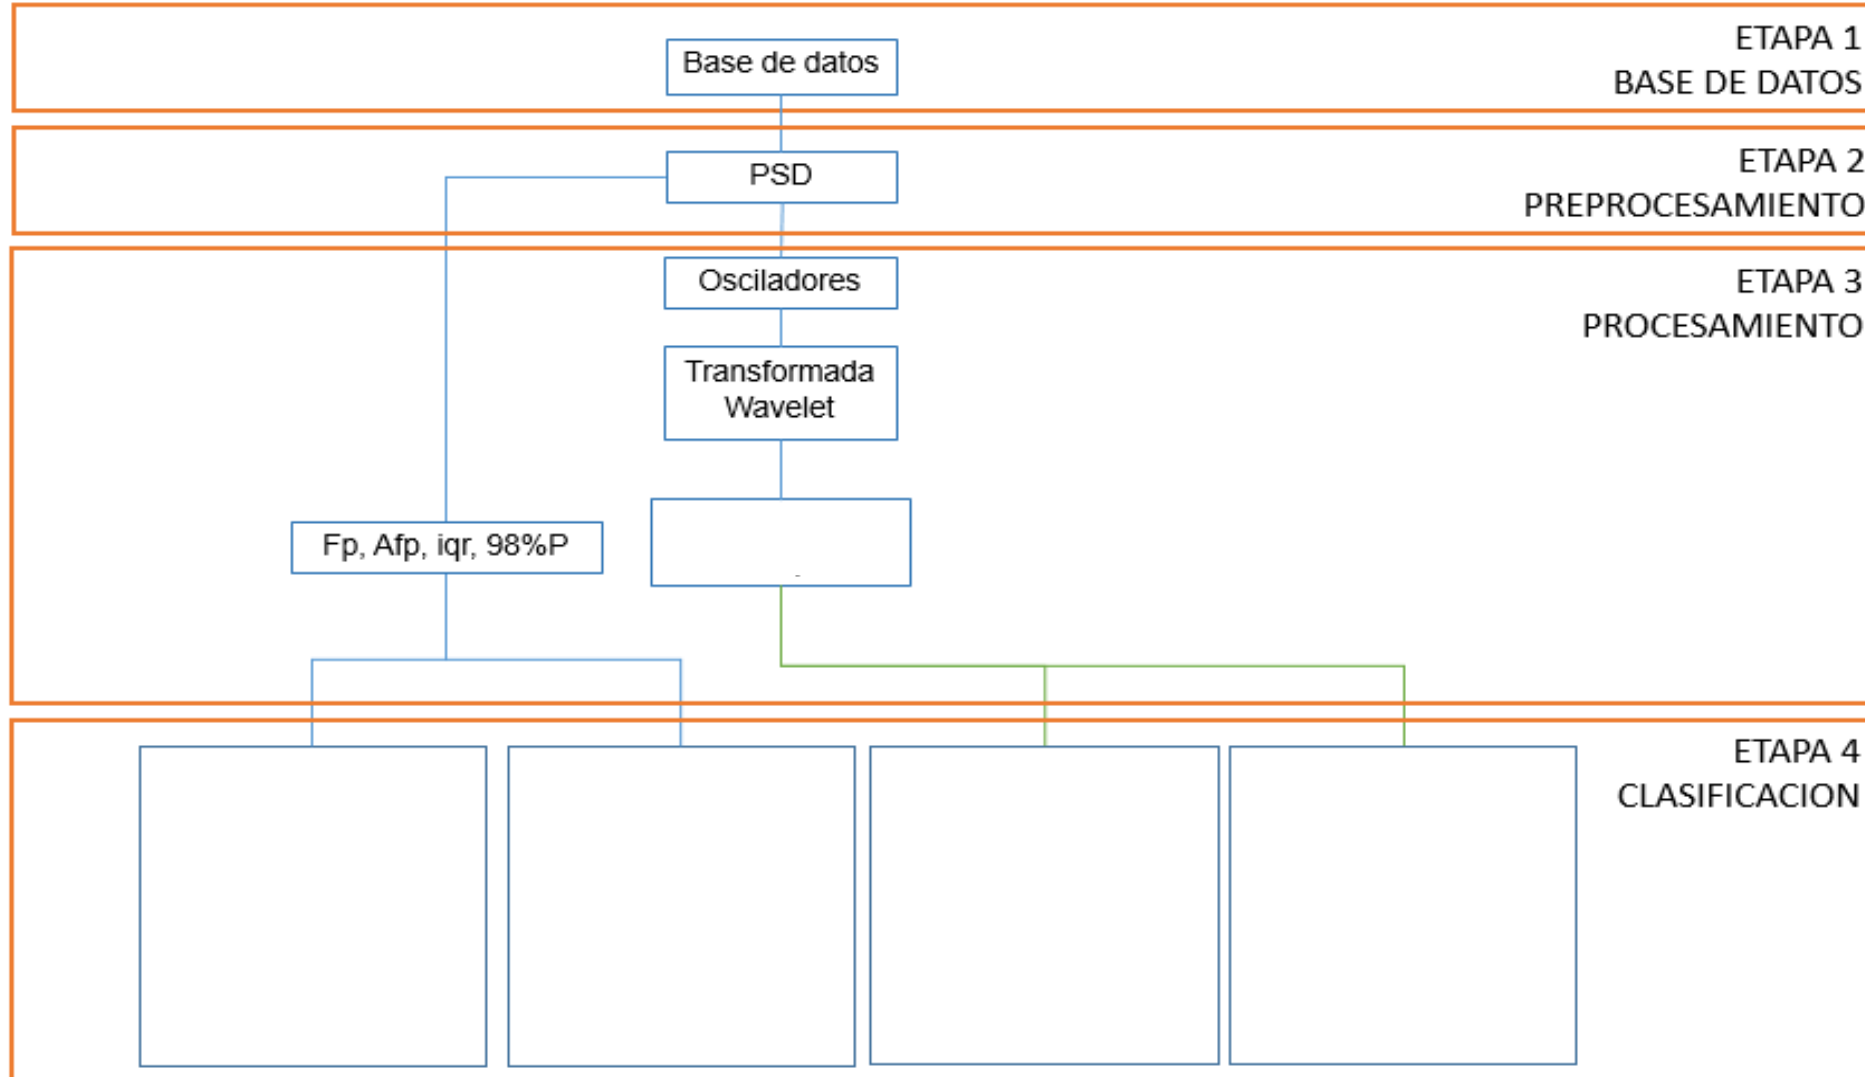 ETAPA 1
BASE DE DATOS
Base de datos
ETAPA 2
PREPROCESAMIENTO
PSD
ETAPA 3
PROCESAMIENTO
Osciladores
Transformada
Wavelet
Fp, Afp, iqr, 98%P
-
ETAPA 4
CLASIFICACION